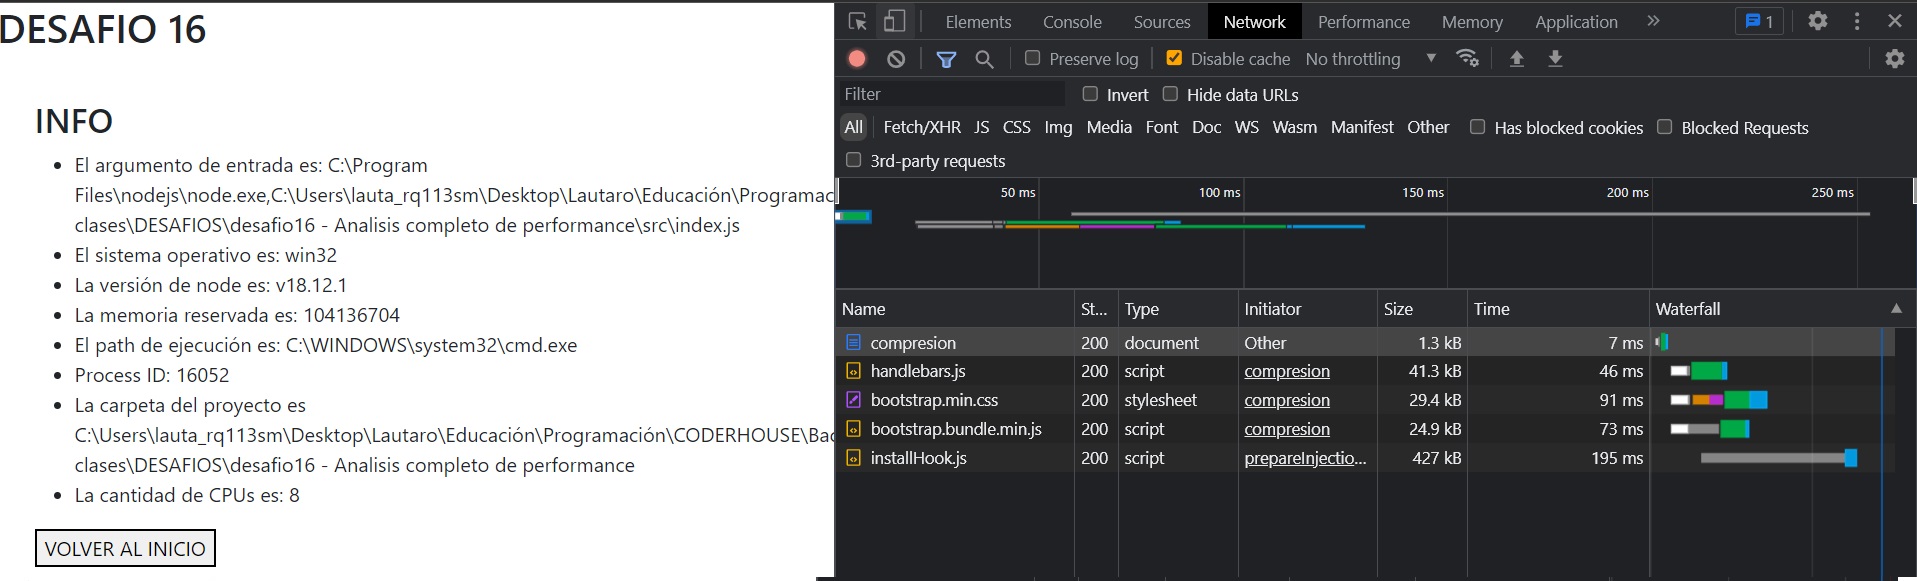 DESAFIO 16
INFO
• El argumento de entrada es: C:\Program
Files\nodejs\node.exe,C:\Users\lauta_rq113sm\Desktop\Lautaro\Educación\Programac
clases\DESAFIOS\desafio16 - Analisis completo de performance\src\index.js
• El sistema operativo es: win32
• La versión de node es: v18.12.1
• La memoria reservada es: 104136704
• El path de ejecución es: C:\WINDOWS\system32\cmd.exe
• Process ID: 16052
• La carpeta del proyecto es
C:\Users\lauta_rq113sm\Desktop\Lautaro\Educación\Programación\CODERHOUSE\Bac
clases\DESAFIOS\desafio16 - Analisis completo de performance
• La cantidad de CPUs es: 8
VOLVER AL INICIO
Elements Console Sources Network Performance Memory Application » 1
Preserve log Disable cache No throttling
Filter Invert Hide data URLs
All Fetch/XHR JS CSS Img Media Font Doc WS Wasm Manifest Other Has blocked cookies Blocked Requests
3rd-party requests
50 ms 100 ms 150 ms 200 ms 250 ms
Name St... Type Initiator Size Time Waterfall
compresion 200 document Other 1.3 kB 7 ms
handlebars.js 200 script compresion 41.3 kB 46 ms
bootstrap.min.css 200 stylesheet compresion 29.4 kB 91 ms
bootstrap.bundle.min.js 200 script compresion 24.9 kB 73 ms
installHook.js 200 script prepareInjectio... 427 kB 195 ms